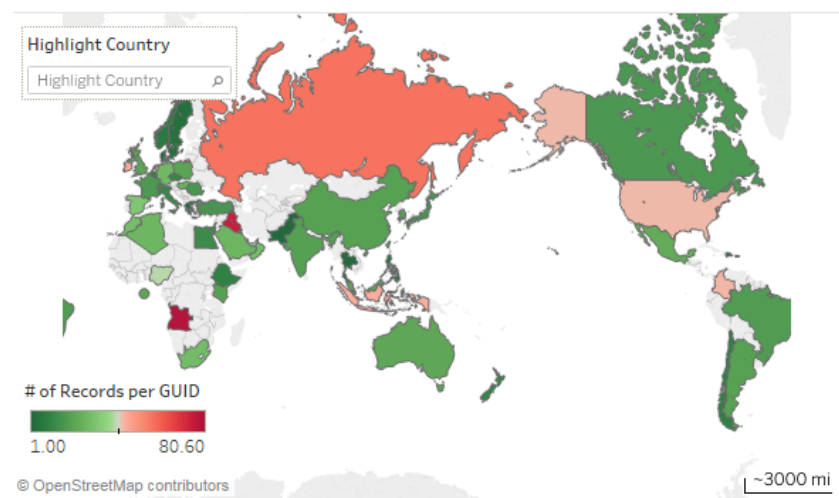 Highlight Country
Highlight Country
# of Records per GUID
1.00 80.60
© OpenStreetMap contributors
~3000 mi